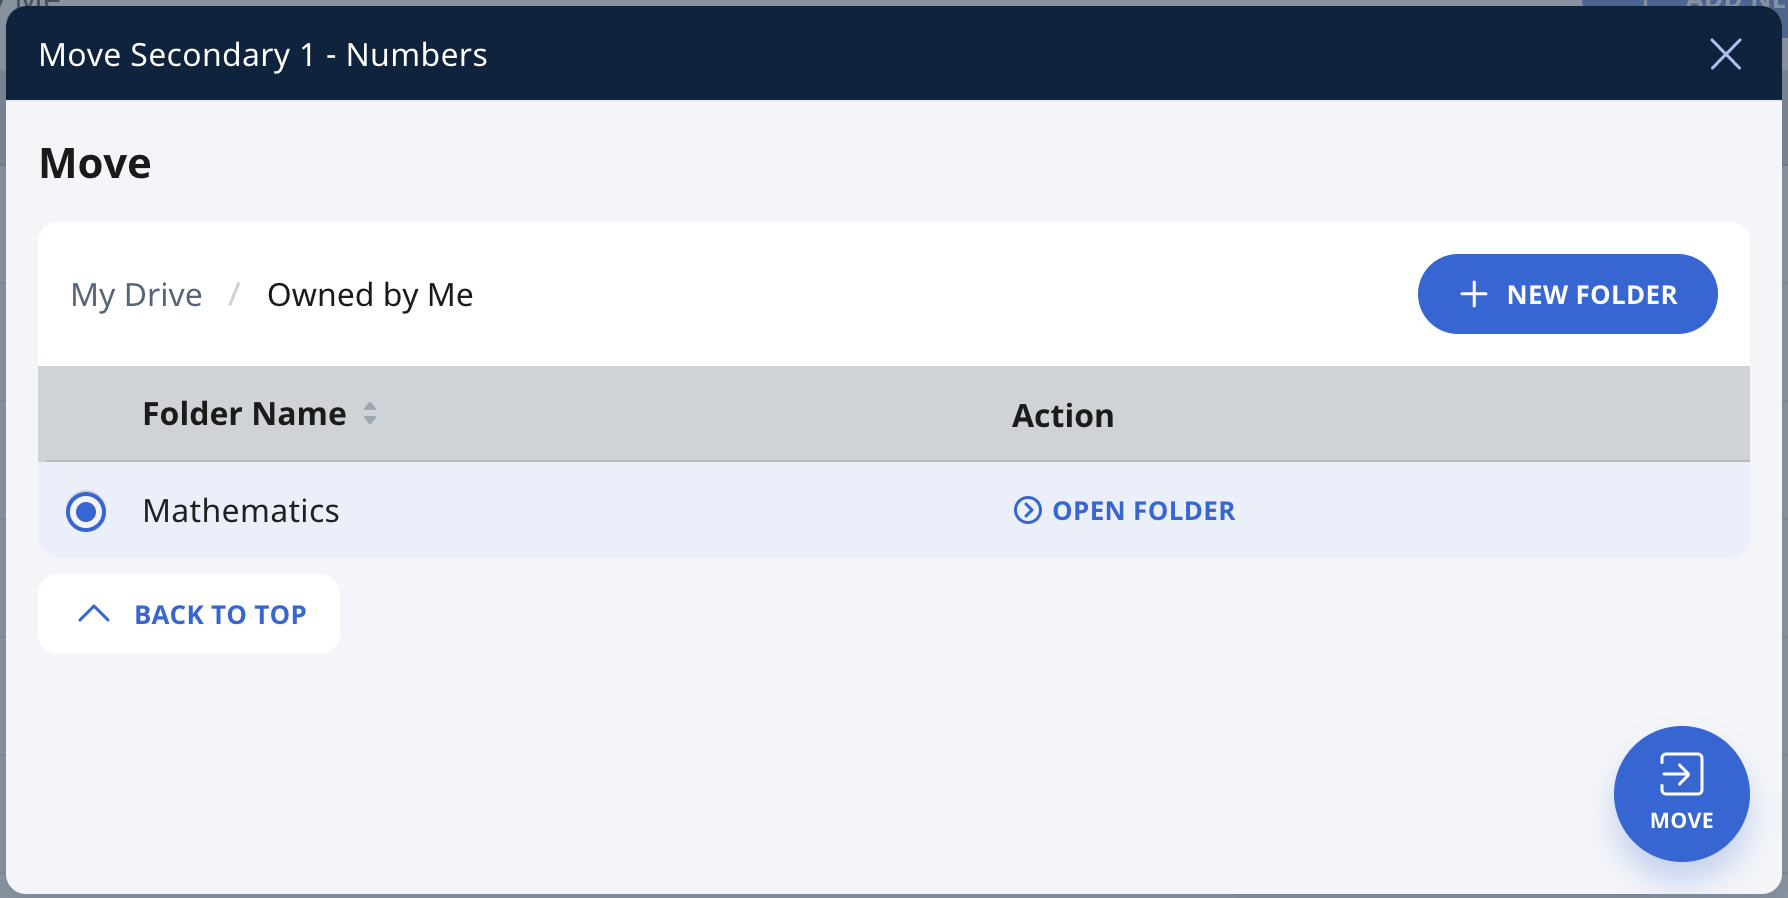 Move Secondary 1 - Numbers
Move
My Drive / Owned by Me
+ NEW FOLDER
Folder Name Action
Mathematics OPEN FOLDER
BACK TO TOP
MOVE